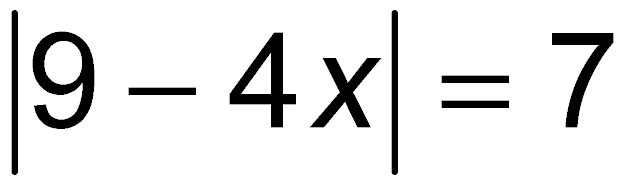 |9 − 4x| = 7